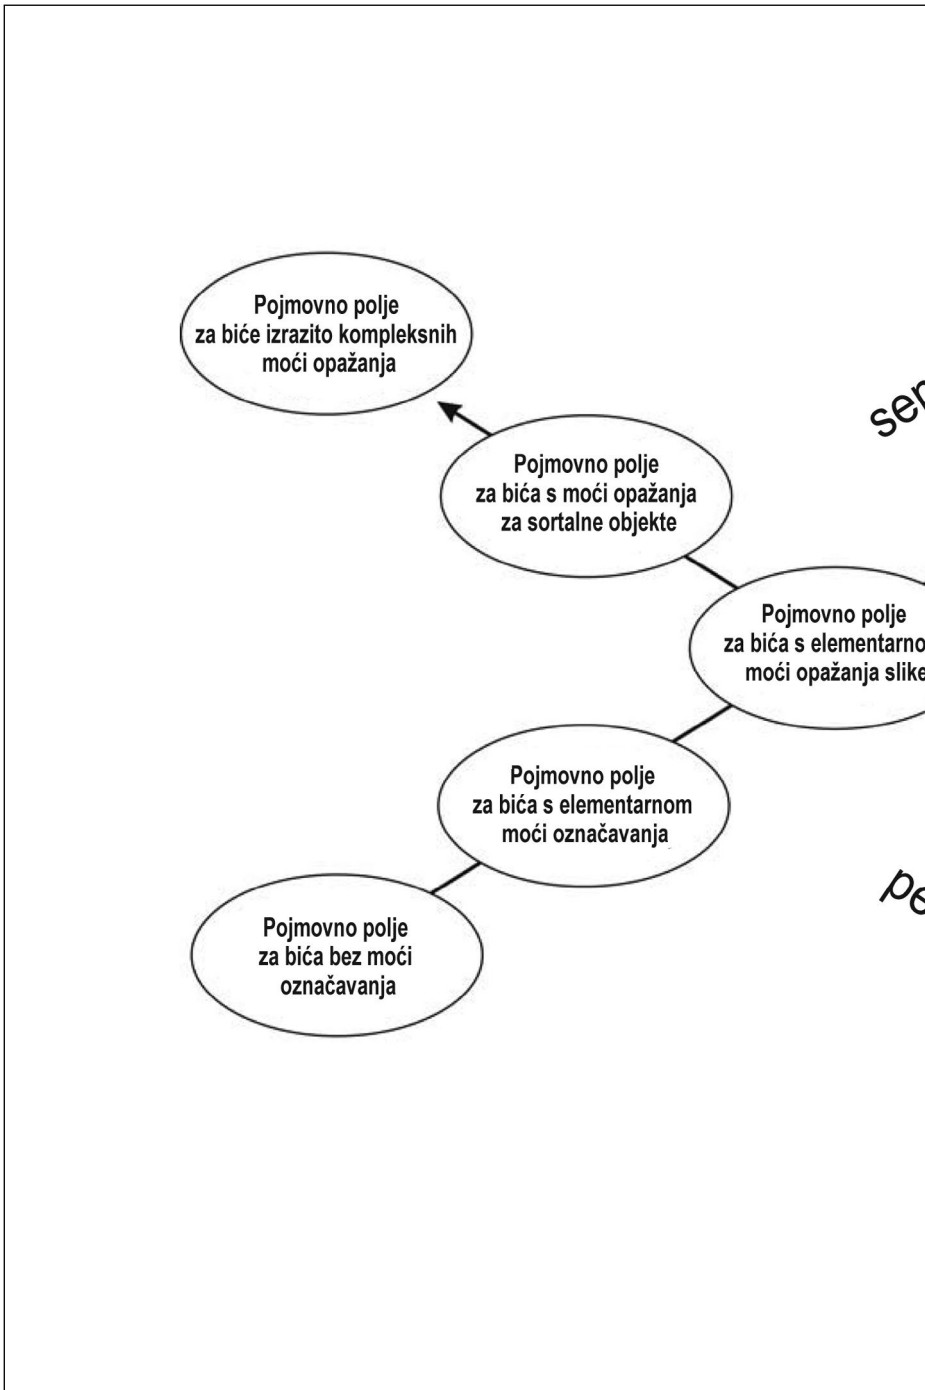 Pojmovno polje
za biće izrazito kompleksnih
moći opažanja
Pojmovno polje
za bića s moći opažanja
za sortalne objekte
Pojmovno polje
za bića s
moći opažanja slike
Pojmovno polje
za bića s elementarnom
moći označavanja
Pojmovno polje
za bića bez moći
označavanja